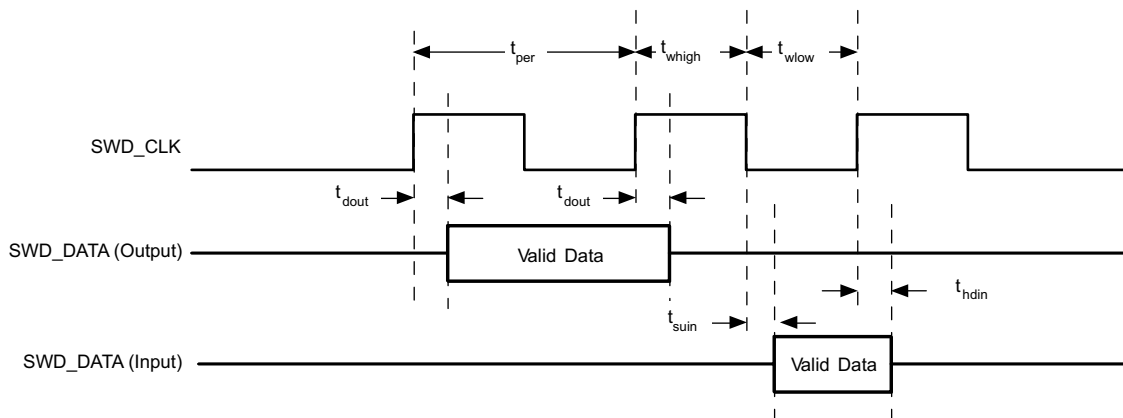 t_per
t_whigh
t_wlow
SWD_CLK
t_dout
t_dout
SWD_DATA (Output)
Valid Data
t_hdin
t_suin
SWD_DATA (Input)
Valid Data